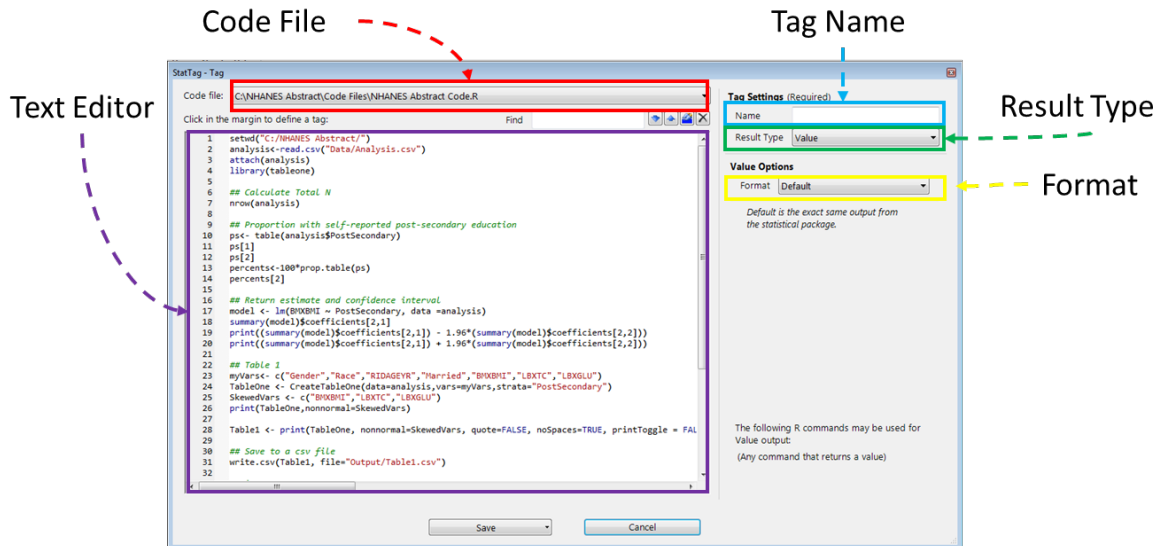 Code File
Tag Name
StatTag - Tag
Code file: C:\NHANES Abstract\Code Files\NHANES Abstract Code.R
Click in the margin to define a tag: Find
Text Editor
1 setwd("C:/NHANES Abstract/")
2 analysis<-read.csv("Data/Analysis.csv")
3 attach(analysis)
4 library(tableone)
5
6 ## Calculate Total N
7 nrow(analysis)
8
9 ## Proportion with self-reported post-secondary education
10 ps<- table(analysis$PostSecondary)
11 ps[1]
12 ps[2]
13 percents<-100*prop.table(ps)
14 percents[2]
15
16 ## Return estimate and confidence interval
17 model <- lm(BMXBMI ~ PostSecondary, data =analysis)
18 summary(model)$coefficients[2,1]
19 print((summary(model)$coefficients[2,1]) - 1.96*(summary(model)$coefficients[2,2]))
20 print((summary(model)$coefficients[2,1]) + 1.96*(summary(model)$coefficients[2,2]))
21
22 ## Table 1
23 myVars<- c("Gender","Race","RIDAGEYR","Married","BMXBMI","LBXTC","LBXGLU")
24 TableOne <- CreateTableOne(data=analysis,vars=myVars,strata="PostSecondary")
25 SkewedVars <- c("BMXBMI","LBXTC","LBXGLU")
26 print(TableOne,nonnormal=SkewedVars)
27
28 Table1 <- print(TableOne, nonnormal=SkewedVars, quote=FALSE, noSpaces=TRUE, printToggle = FAL
29
30 ## Save to a csv file
31 write.csv(Table1, file="Output/Table1.csv")
32
Tag Settings (Required)
Name
Result Type Value
Result Type
Value Options
Format Default
Format
Default is the exact same output from
the statistical package.
The following R commands may be used for
Value output:
(Any command that returns a value)
Save
Cancel